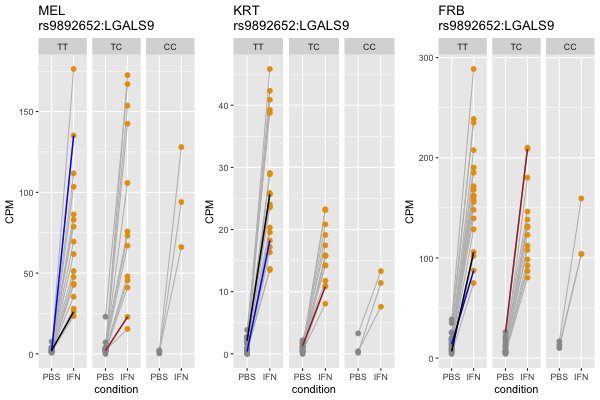 MEL
rs9892652:LGALS9
TT TC CC
150
100
50
0
CPM
PBS IFN PBS IFN PBS IFN
condition
KRT
rs9892652:LGALS9
TT TC CC
40
30
20
10
0
CPM
PBS IFN PBS IFN PBS IFN
condition
FRB
rs9892652:LGALS9
TT TC CC
300
200
100
0
CPM
PBS IFN PBS IFN PBS IFN
condition